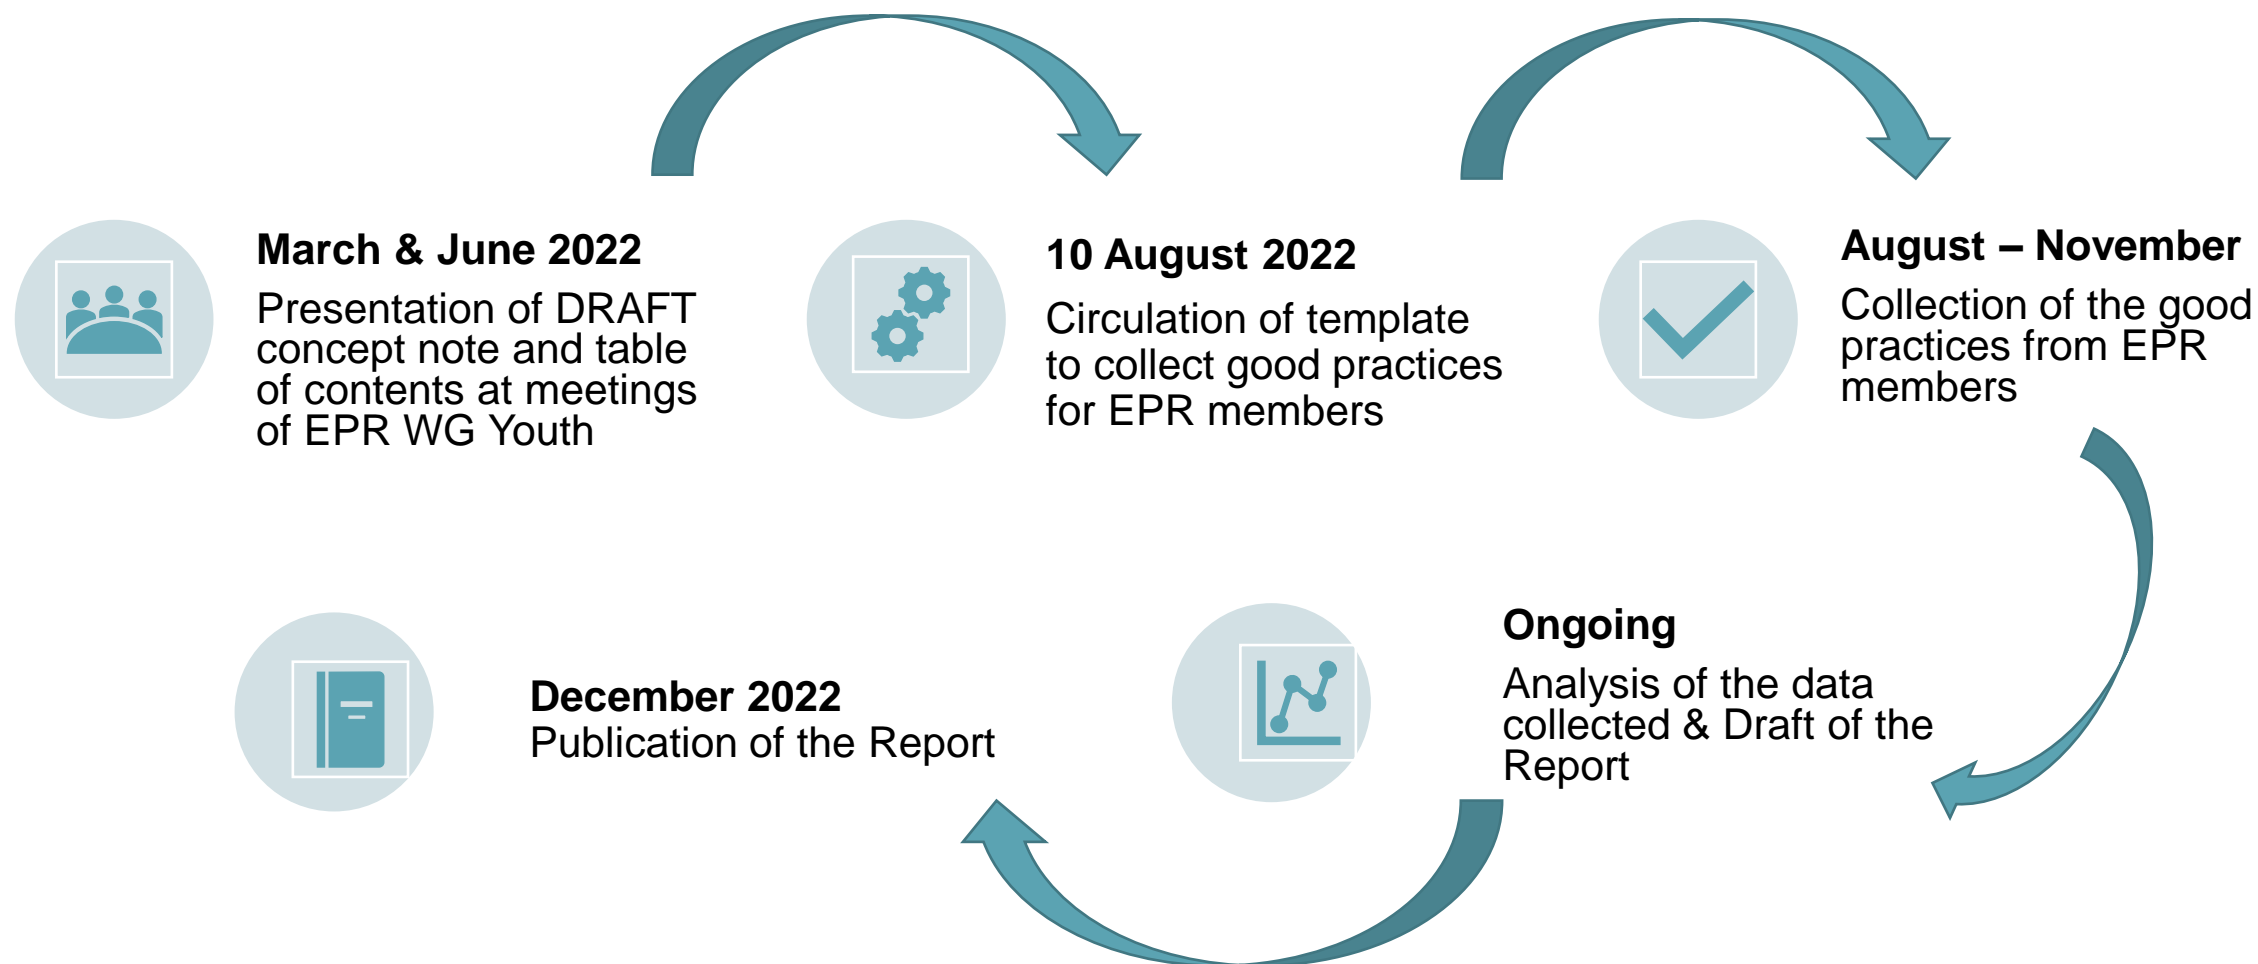 March & June 2022
Presentation of DRAFT
concept note and table
of contents at meetings
of EPR WG Youth
10 August 2022
Circulation of template
to collect good practices
for EPR members
August – November
Collection of the good
practices from EPR
members
Ongoing
Analysis of the data
collected & Draft of the
Report
December 2022
Publication of the Report